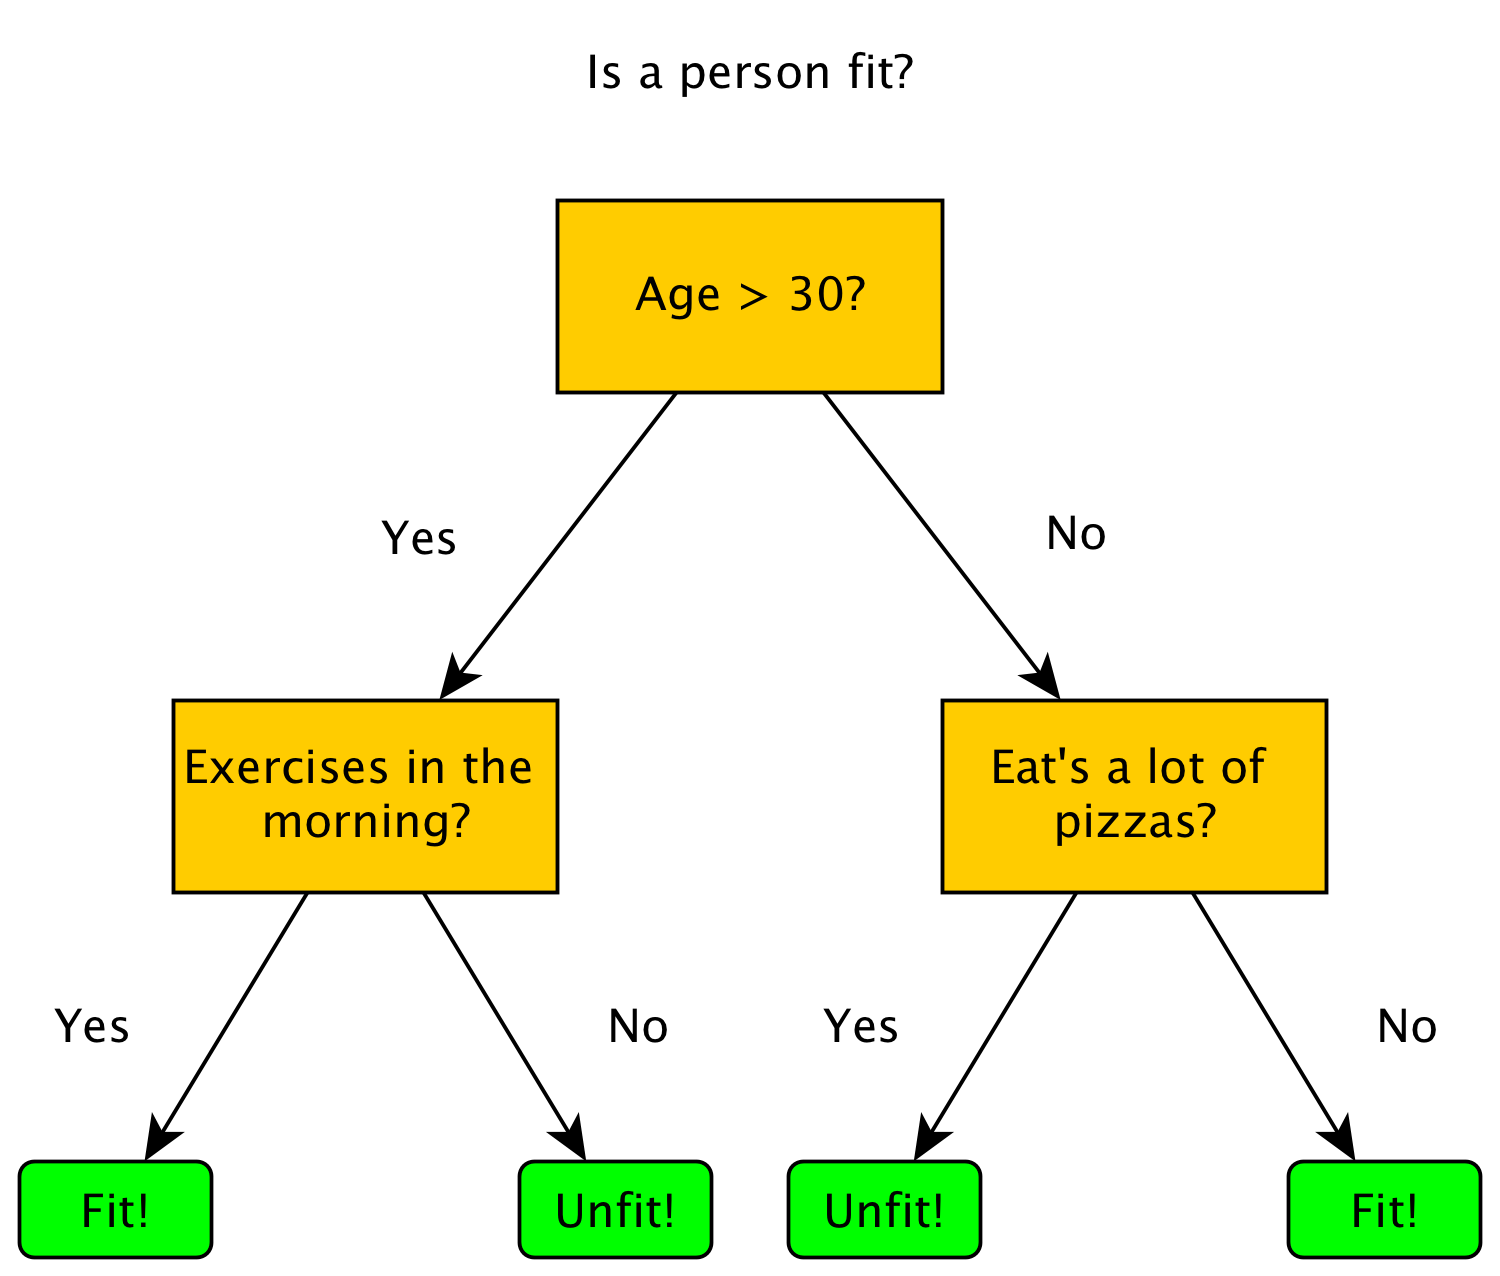 Is a person fit?
Age > 30?
Yes
No
Exercises in the
morning?
Eat's a lot of
pizzas?
Yes
No
Yes
No
Fit!
Unfit!
Unfit!
Fit!